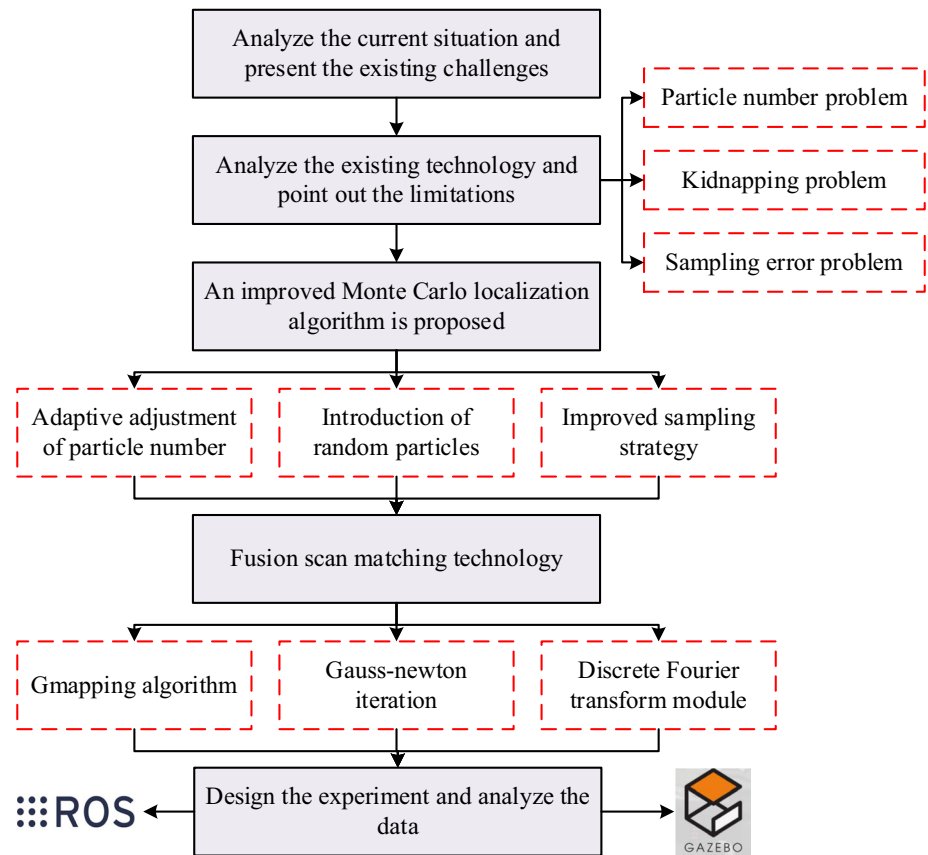 Analyze the current situation and
present the existing challenges
Particle number problem
Analyze the existing technology and
point out the limitations
Kidnapping problem
Sampling error problem
An improved Monte Carlo localization
algorithm is proposed
Adaptive adjustment
of particle number
Introduction of
random particles
Improved sampling
strategy
Fusion scan matching technology
Gmapping algorithm
Gauss-newton
iteration
Discrete Fourier
transform module
ROS
Design the experiment and analyze the
data
GAZEBO